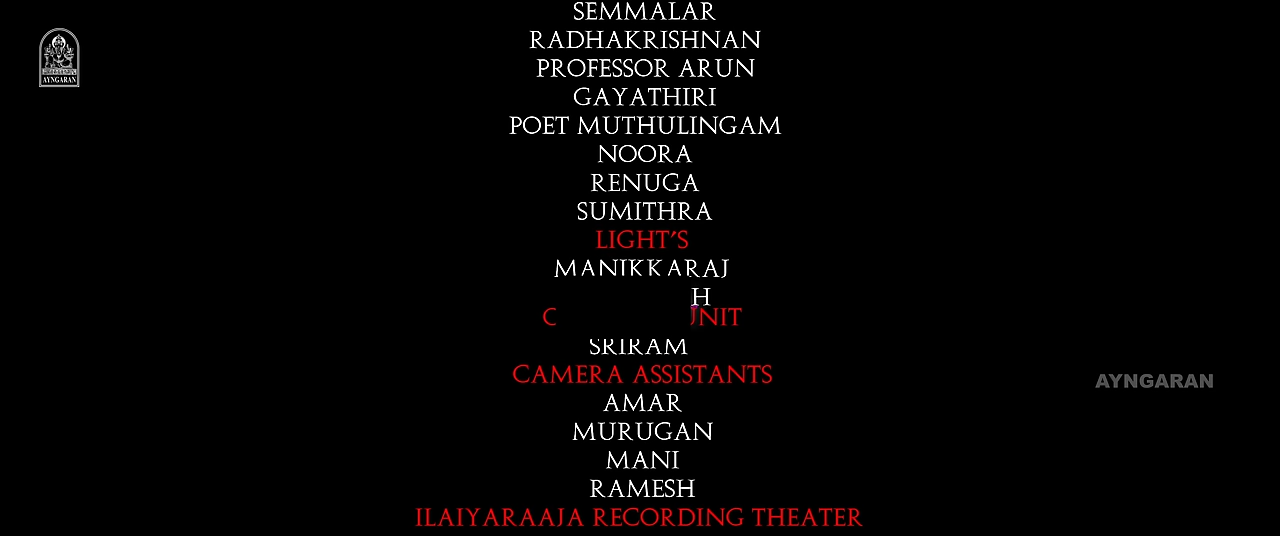 SEMMALAR
RADHAKRISHNAN
AYNGARAN
PROFESSOR ARUN
GAYATHIRI
POET MUTHULINGAM
NOORA
RENUGA
SUMITHRA
LIGHT'S
MANIKKARAJ
SRIRAM
CAMERA ASSISTANTS
AYNGARAN
AMAR
MURUGAN
MANI
RAMESH
ILAIYARAAJA RECORDING THEATER